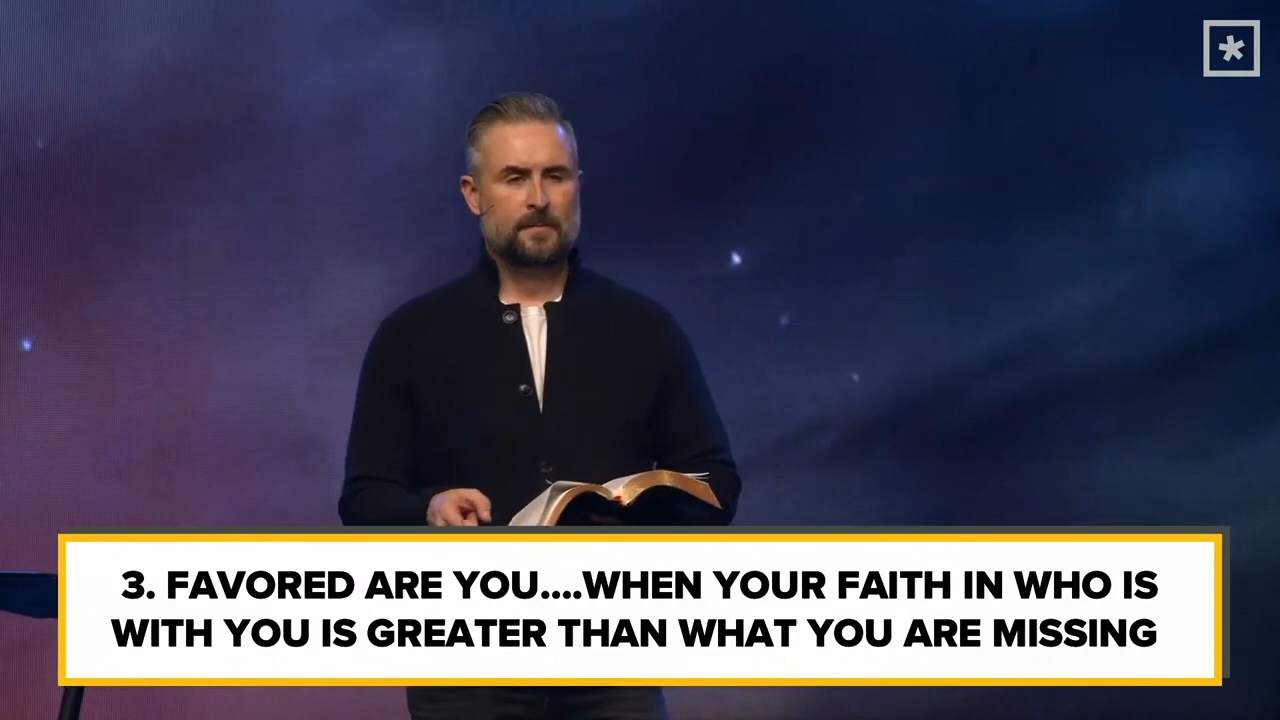 3. FAVORED ARE YOU....WHEN YOUR FAITH IN WHO IS
WITH YOU IS GREATER THAN WHAT YOU ARE MISSING